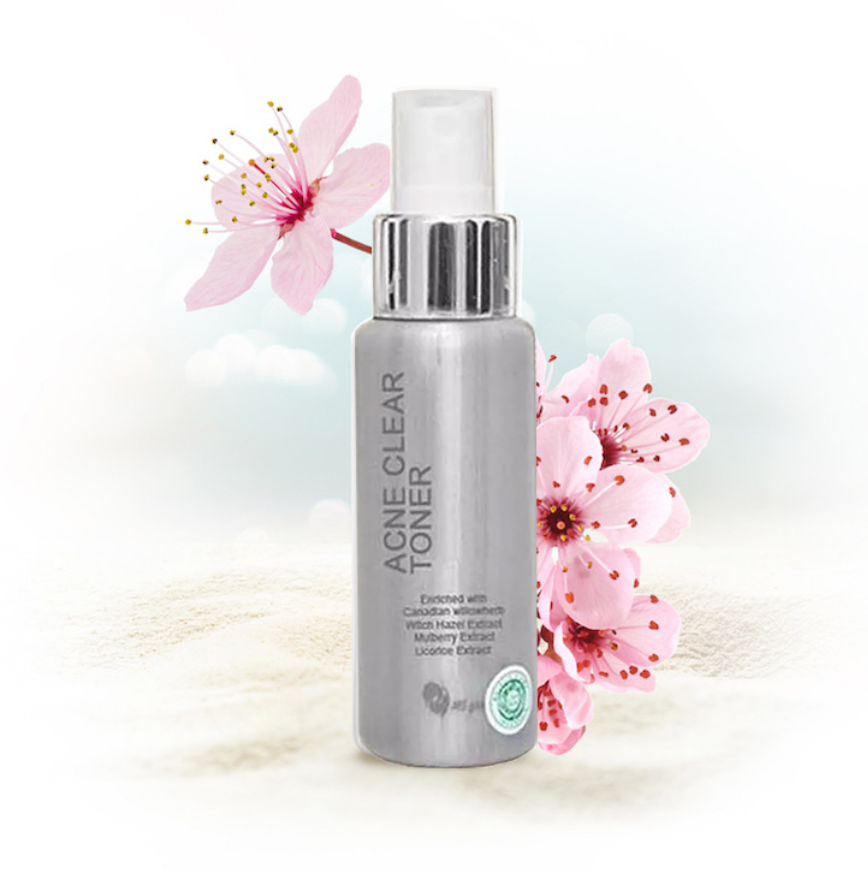 ACNE CLEAR
TONER
Enriched with
Canadian willowherb
Witch Hazel Extract
Mulberry Extract
Licorice Extract